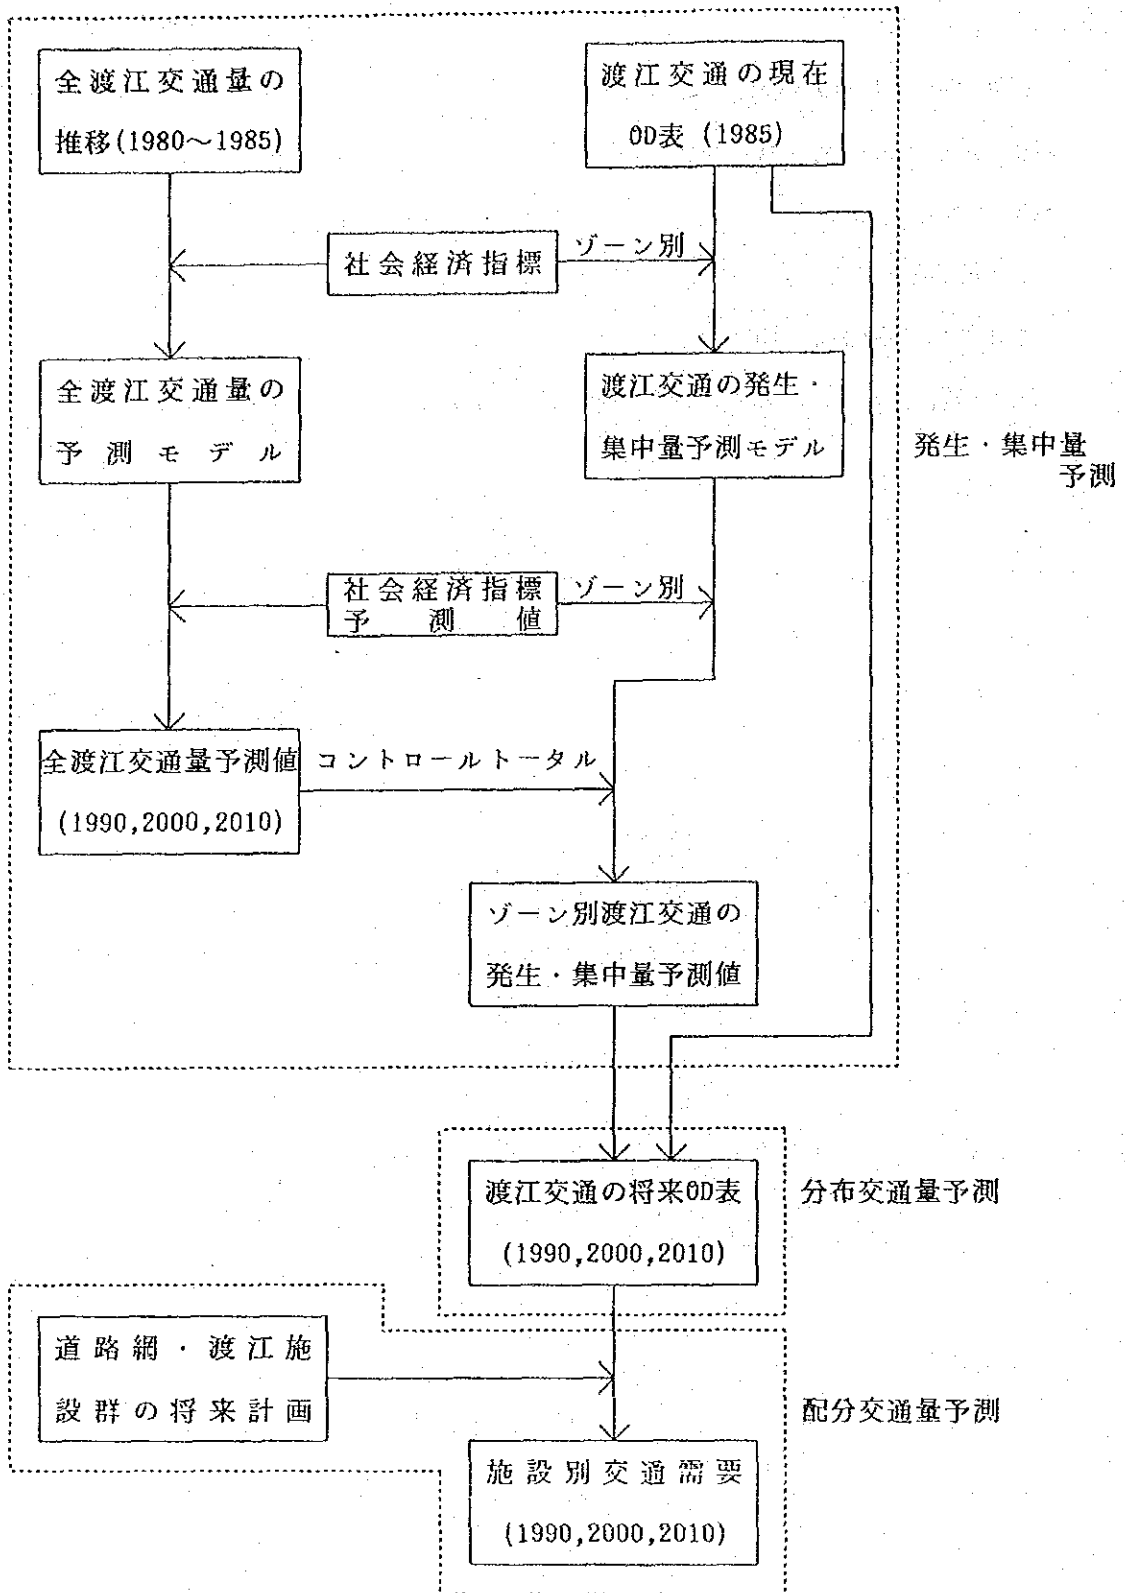 全渡江交通量の
推移(1980～1985)
渡江交通の現在
OD表 (1985)
社会経済指標
ゾーン別
全渡江交通量の
予測モデル
渡江交通の発生・
集中量予測モデル
発生・集中量
予測
社会経済指標
予測値
ゾーン別
全渡江交通量予測値
(1990,2000,2010)
コントロールトータル
ゾーン別渡江交通の
発生・集中量予測値
渡江交通の将来OD表
(1990,2000,2010)
分布交通量予測
道路網・渡江施
設群の将来計画
配分交通量予測
施設別交通需要
(1990,2000,2010)